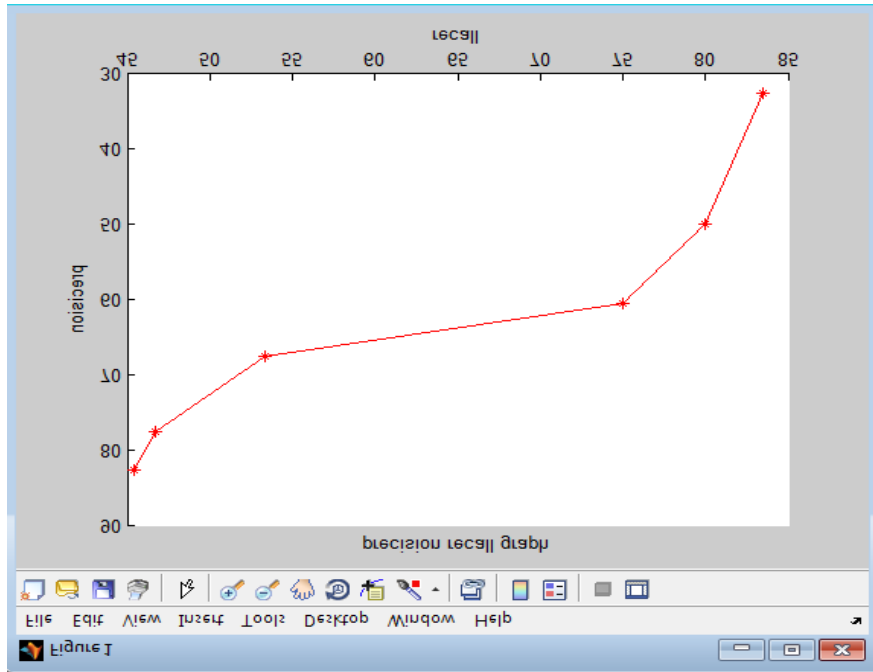 Figure 1
File Edit View Insert Tools Desktop Window Help
precision recall graph
90
80
70
60
50
40
30
precision
45 50 55 60 65 70 75 80 85
recall